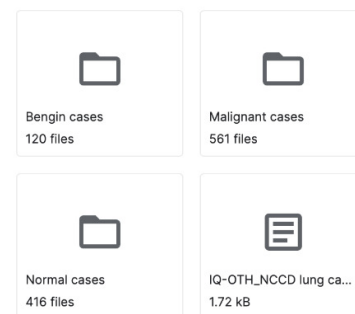 Bengin cases
120 files
Malignant cases
561 files
Normal cases
416 files
IQ-OTH_NCCD lung ca...
1.72 kB